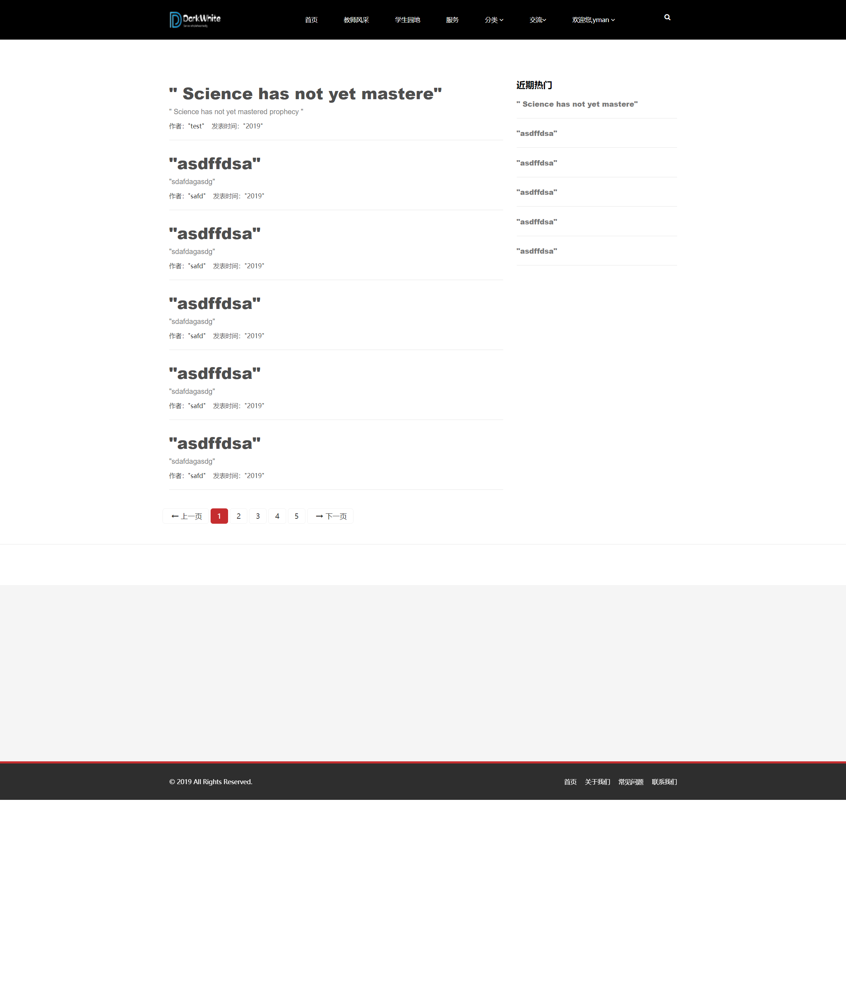 DarkWhite
Serve wholeheartedly
首页 教师风采 学生园地 服务 分类 交流 欢迎您,yman
" Science has not yet mastere"
" Science has not yet mastered prophecy "
作者："test" 发表时间："2019"
"asdffdsa"
"sdafdagasdg"
作者："safd" 发表时间："2019"
"asdffdsa"
"sdafdagasdg"
作者："safd" 发表时间："2019"
"asdffdsa"
"sdafdagasdg"
作者："safd" 发表时间："2019"
"asdffdsa"
"sdafdagasdg"
作者："safd" 发表时间："2019"
"asdffdsa"
"sdafdagasdg"
作者："safd" 发表时间："2019"
上一页 1 2 3 4 5 下一页
近期热门
" Science has not yet mastere"
"asdffdsa"
"asdffdsa"
"asdffdsa"
"asdffdsa"
"asdffdsa"
© 2019 All Rights Reserved.
首页 关于我们 常见问题 联系我们